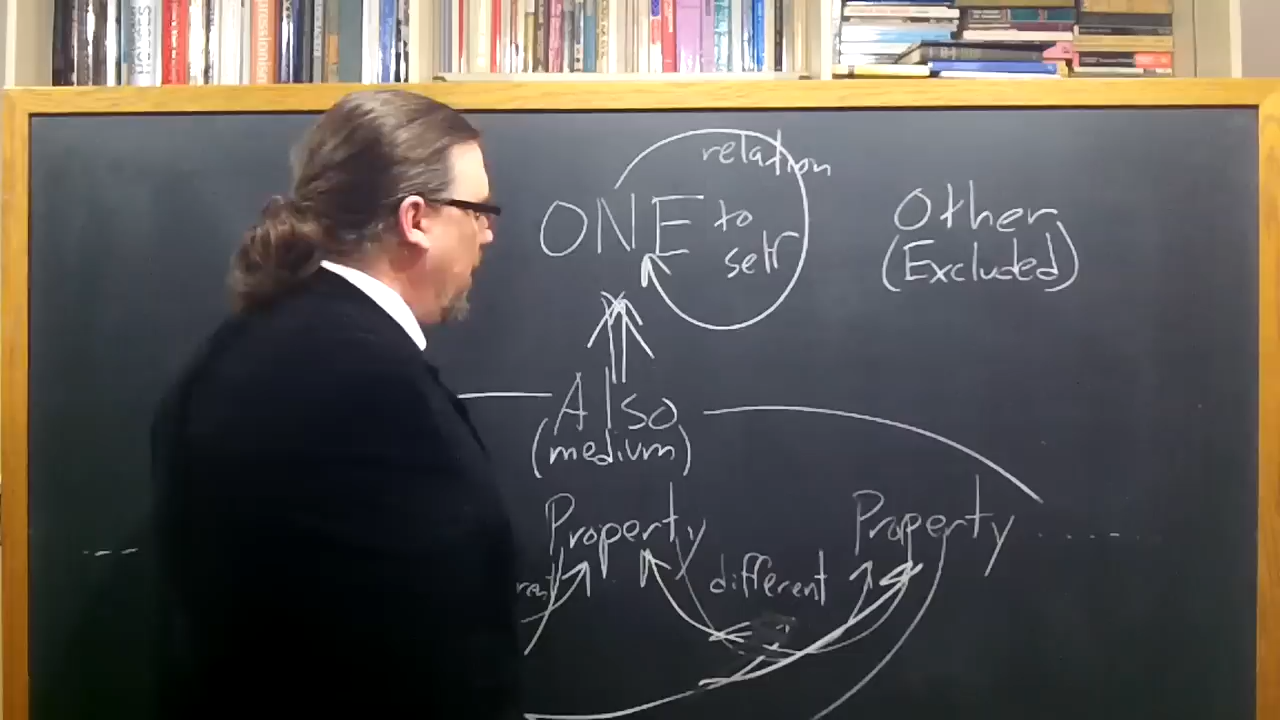 relation
ONE to
self
Other
(Excluded)
Also
(medium)
Property Property
different